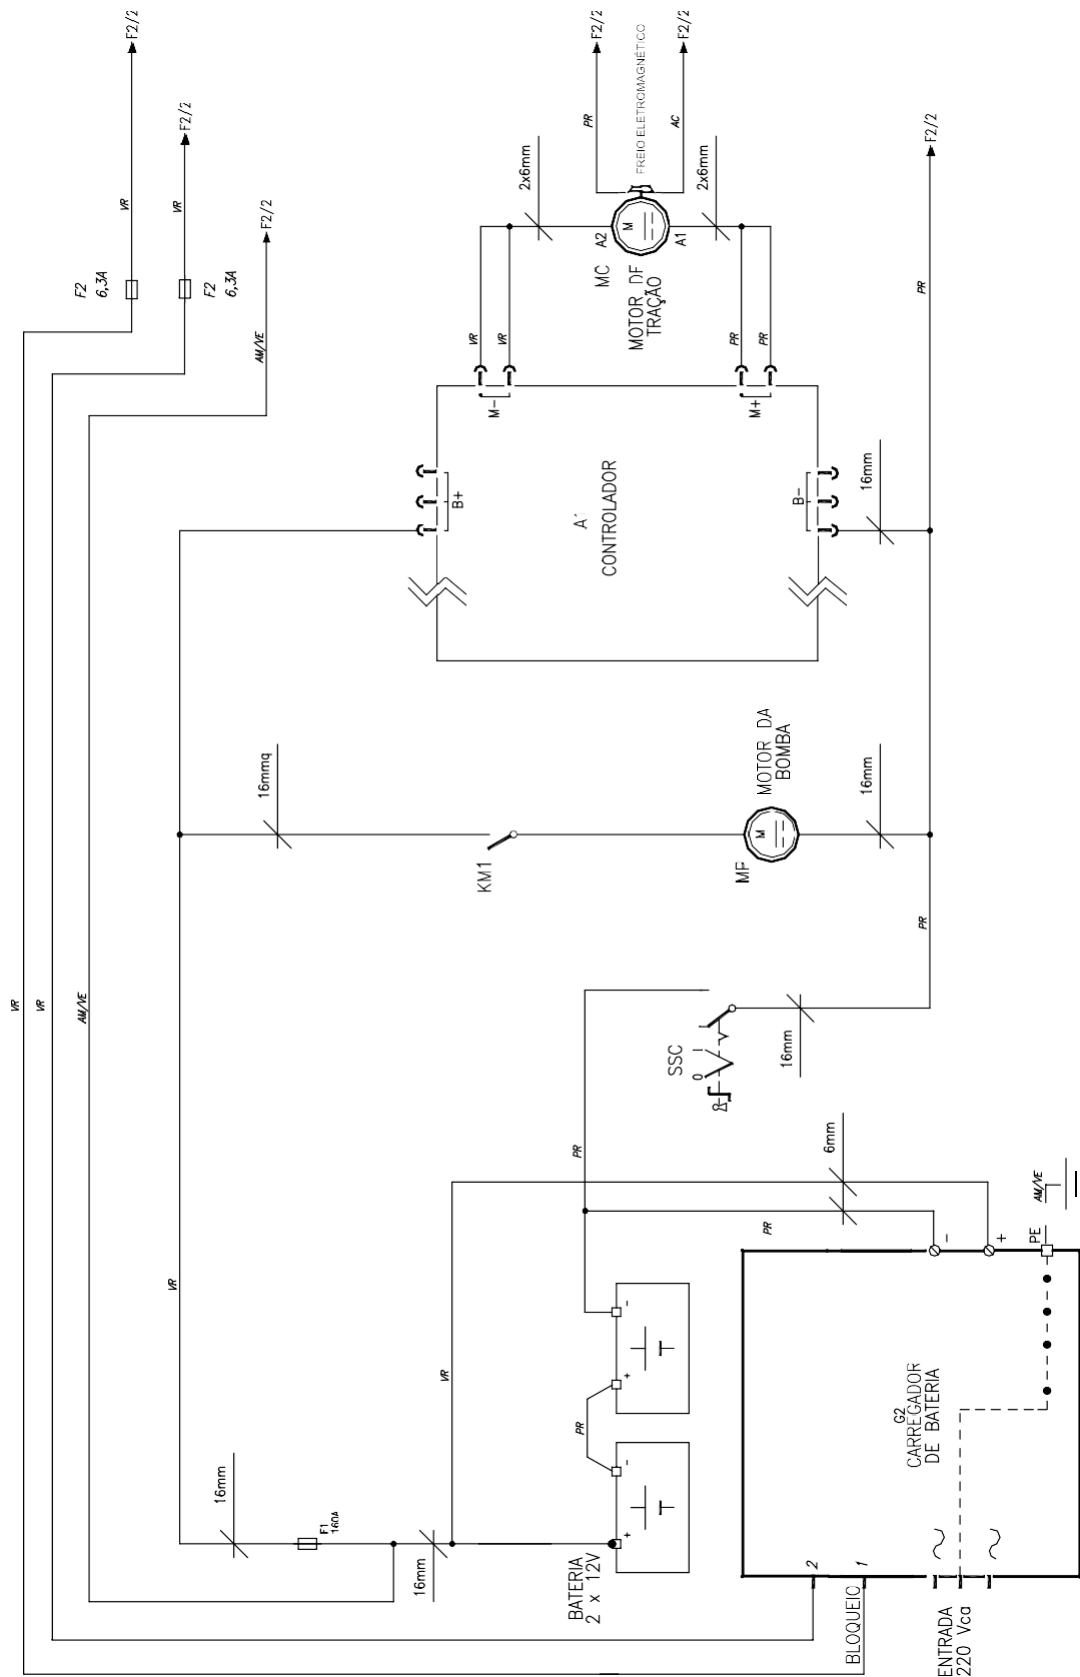 F2/2
F2/2
F2/2
F2/2
F2/2
F2/2
VR
VR
AM/VE
F2
6,3A
F2
6,3A
PR
FREIO ELETROMAGNÉTICO
AC
2x6mm
2x6mm
A2
M
A1
MC
MOTOR DF
TRAÇÃO
VR
VR
PR
PR
M-
M+
B+
B-
A1
CONTROLADOR
16mm
PR
16mmq
KM1
M
MP
MOTOR DA
BOMBA
16mm
PR
VR
VR
AM/VE
SSC
0
I
16mm
PR
6mm
PR
VR
VR
16mm
F1
160A
16mm
BATERIA
2 x 12V
+
-
PR
+
-
-
+
PE
AM/VE
G2
CARREGADOR
DE BATERIA
2
1
BLOQUEIO
ENTRADA
220 Vca